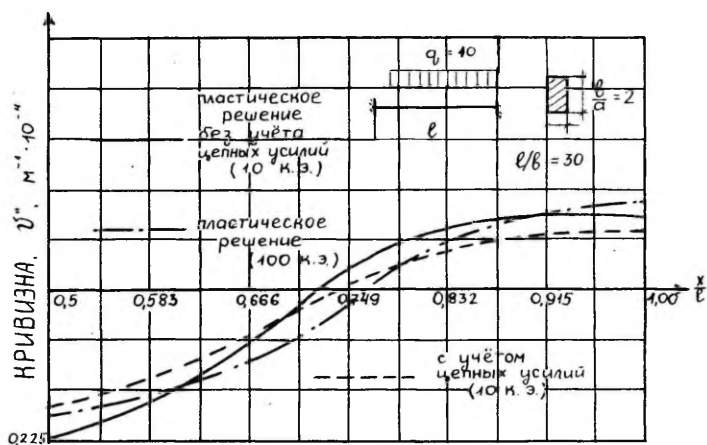 q = 10
пластическое
решение
без учёта
цепных усилий
(10 к.э.)
b/a = 2
l
l/b = 30
пластическое
решение
(100 к.э.)
КРИВИЗНА, υ", м⁻¹·10⁻⁴
0,5 0,583 0,666 0,749 0,832 0,915 1,00 x/l
с учётом
цепных усилий
(10 к.э.)
0,225